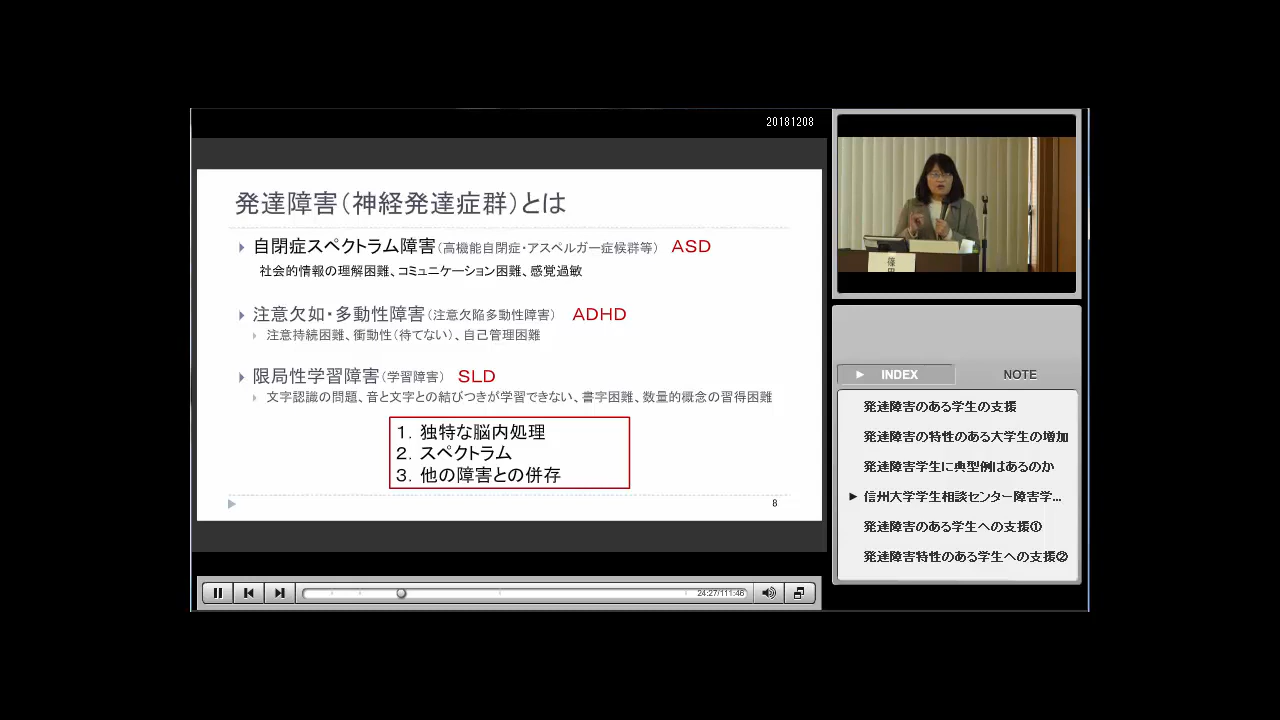 20181208
発達障害（神経発達症群）とは
自閉症スペクトラム障害（高機能自閉症・アスペルガー症候群等） ASD
社会的情報の理解困難、コミュニケーション困難、感覚過敏
注意欠如・多動性障害（注意欠陥多動性障害） ADHD
注意持続困難、衝動性（待てない）、自己管理困難
限局性学習障害（学習障害） SLD
文字認識の問題、音と文字との結びつきが学習できない、書字困難、数量的概念の習得困難
1. 独特な脳内処理
2. スペクトラム
3. 他の障害との併存
8
24:27/111:46
INDEX NOTE
発達障害のある学生の支援
発達障害の特性のある大学生の増加
発達障害学生に典型例はあるのか
信州大学学生相談センター障害学...
発達障害のある学生への支援①
発達障害特性のある学生への支援②